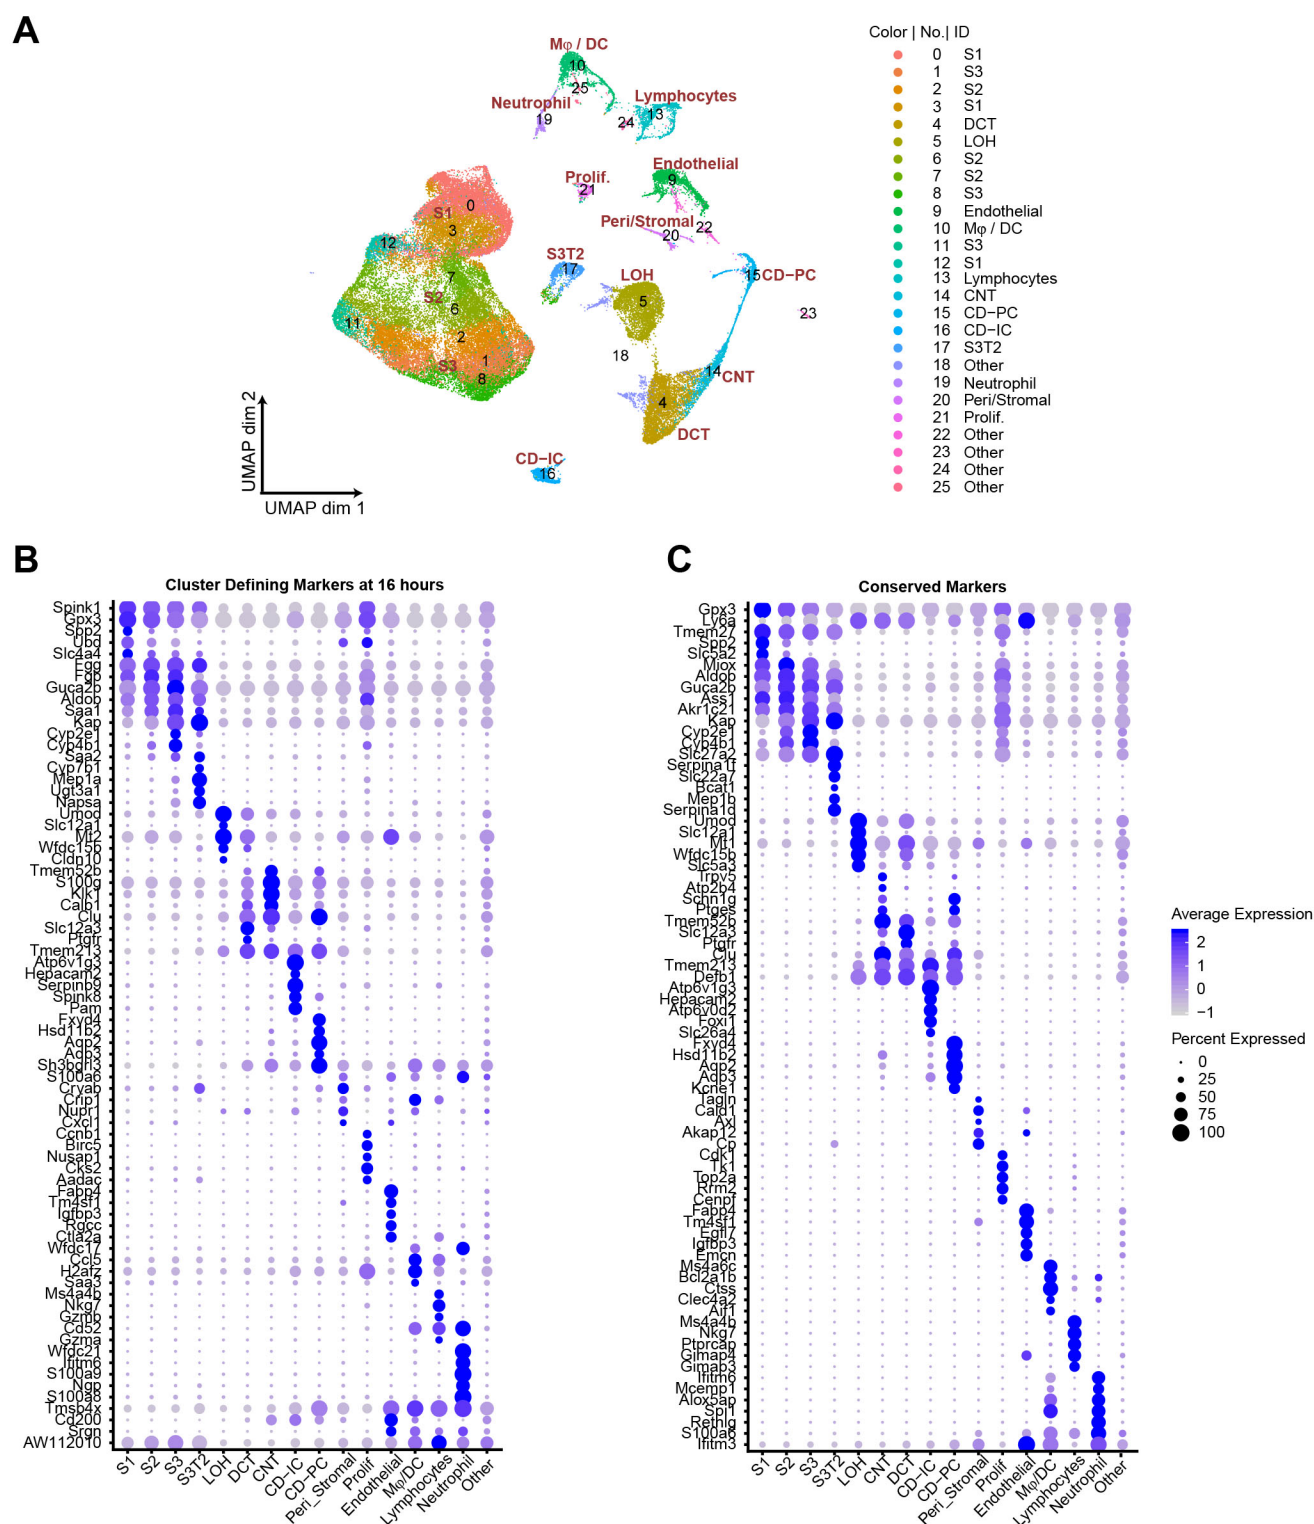 A
Mφ / DC
10
25
Neutrophil
19
Lymphocytes
13
24
Endothelial
9
Prolif.
21
Peri/Stromal
20
22
0
S1
3
12
S3T2
17
7
S2
6
11
2
S3
1
8
LOH
5
15
CD−PC
23
18
14
CNT
4
DCT
CD−IC
16
UMAP dim 2
UMAP dim 1
Color | No.| ID
0 S1
1 S3
2 S2
3 S1
4 DCT
5 LOH
6 S2
7 S2
8 S3
9 Endothelial
10 Mφ / DC
11 S3
12 S1
13 Lymphocytes
14 CNT
15 CD−PC
16 CD−IC
17 S3T2
18 Other
19 Neutrophil
20 Peri/Stromal
21 Prolif.
22 Other
23 Other
24 Other
25 Other
B
Cluster Defining Markers at 16 hours
Spink1
Gpx3
Spp2
Ubd
Slc4a4
Fgg
Fgb
Guca2b
Aldob
Saa1
Kap
Cyp2e1
Cyp4b1
Saa2
Cyp7b1
Mep1a
Ugt3a1
Napsa
Umod
Slc12a1
Mt2
Wfdc15b
Cldn10
Tmem52b
S100g
Klk1
Calb1
Clu
Slc12a3
Ptgfr
Tmem213
Atp6v1g3
Hepacam2
Serpinb9
Spink8
Pam
Fxyd4
Hsd11b2
Aqp2
Aqp3
Sh3bgrl3
S100a6
Cryab
Crip1
Nupr1
Cxcl1
Ccnb1
Birc5
Nusap1
Cks2
Aadac
Fabp4
Tm4sf1
Igfbp3
Rgcc
Ctla2a
Wfdc17
Ccl5
H2afz
Saa3
Ms4a4b
Nkg7
Gzmb
Cd52
Gzma
Wfdc21
Ifitm6
S100a9
Ngp
S100a8
Tmsb4x
Cd200
Srgn
AW112010
S1
S2
S3
S3T2
LOH
DCT
CNT
CD−IC
CD−PC
Peri_Stromal
Prolif
Endothelial
Mφ/DC
Lymphocytes
Neutrophil
Other
C
Conserved Markers
Gpx3
Ly6a
Tmem27
Spp2
Slc5a2
Miox
Aldob
Guca2b
Ass1
Akr1c21
Kap
Cyp2e1
Cyp4b1
Slc27a2
Serpina1f
Slc22a7
Bcat1
Mep1b
Serpina1d
Umod
Slc12a1
Mt1
Wfdc15b
Slc5a3
Trpv5
Atp2b4
Scnn1g
Ptges
Tmem52b
Slc12a3
Ptgfr
Clu
Tmem213
Defb1
Atp6v1g3
Hepacam2
Atp6v0d2
Foxi1
Slc26a4
Fxyd4
Hsd11b2
Aqp2
Aqp3
Kcne1
Tagln
Cald1
Axl
Akap12
Cp
Cdk1
Tk1
Top2a
Rrm2
Cenpf
Fabp4
Tm4sf1
Egfl7
Igfbp3
Emcn
Ms4a6c
Bcl2a1b
Ctss
Clec4a2
Aif1
Ms4a4b
Nkg7
Ptprcap
Gimap4
Gimap3
Ifitm6
Mcemp1
Alox5ap
Spi1
Retnlg
S100a6
Ifitm3
S1
S2
S3
S3T2
LOH
CNT
DCT
CD−IC
CD−PC
Peri_Stromal
Prolif
Endothelial
Mφ/DC
Lymphocytes
Neutrophil
Other
Average Expression
2
1
0
−1
Percent Expressed
0
25
50
75
100